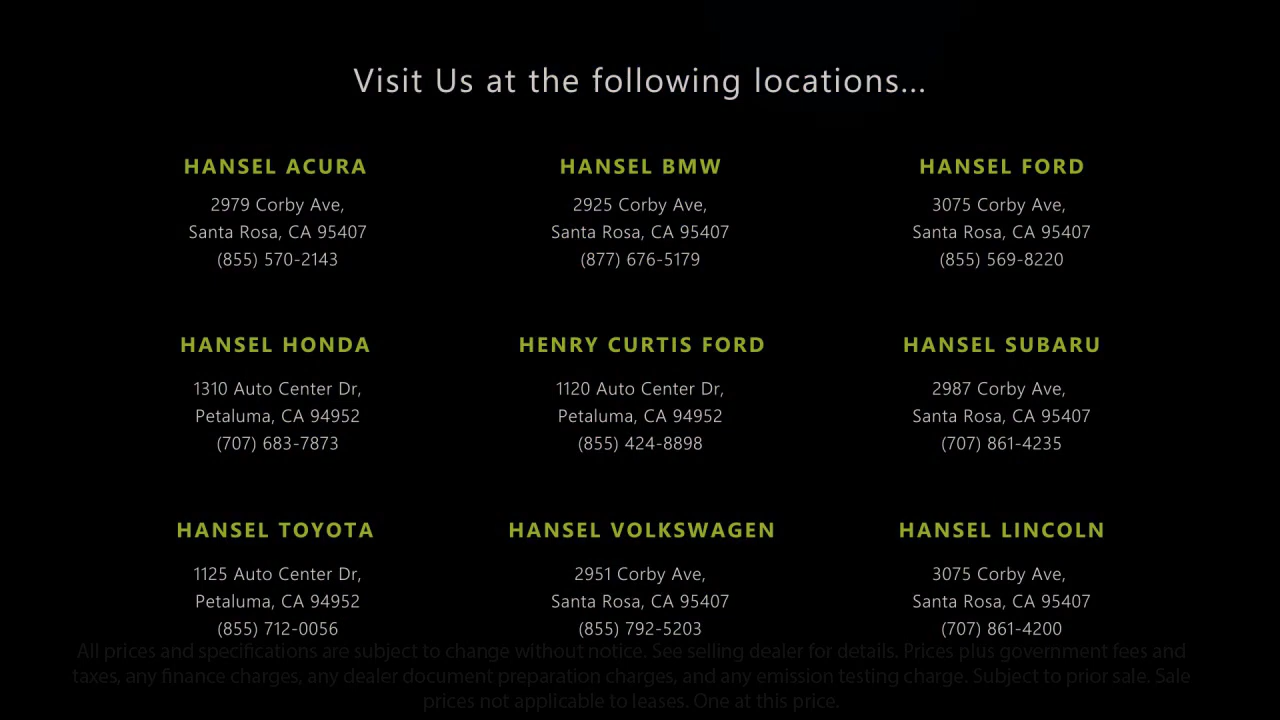 Visit Us at the following locations...
HANSEL ACURA
2979 Corby Ave,
Santa Rosa, CA 95407
(855) 570-2143
HANSEL BMW
2925 Corby Ave,
Santa Rosa, CA 95407
(877) 676-5179
HANSEL FORD
3075 Corby Ave,
Santa Rosa, CA 95407
(855) 569-8220
HANSEL HONDA
1310 Auto Center Dr,
Petaluma, CA 94952
(707) 683-7873
HENRY CURTIS FORD
1120 Auto Center Dr,
Petaluma, CA 94952
(855) 424-8898
HANSEL SUBARU
2987 Corby Ave,
Santa Rosa, CA 95407
(707) 861-4235
HANSEL TOYOTA
1125 Auto Center Dr,
Petaluma, CA 94952
(855) 712-0056
HANSEL VOLKSWAGEN
2951 Corby Ave,
Santa Rosa, CA 95407
(855) 792-5203
HANSEL LINCOLN
3075 Corby Ave,
Santa Rosa, CA 95407
(707) 861-4200
All prices and specifications are subject to change without notice. See selling dealer for details. Prices plus government fees and
taxes, any finance charges, any dealer document preparation charges, and any emission testing charge. Subject to prior sale. Sale
prices not applicable to leases. One at this price.